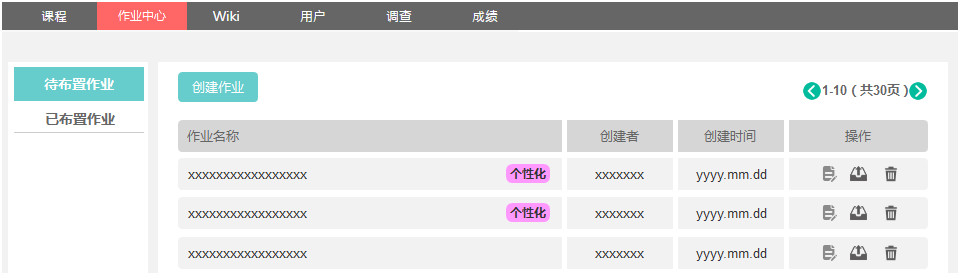 课程 作业中心 Wiki 用户 调查 成绩
待布置作业
已布置作业
创建作业
1-10 ( 共30页 )
作业名称 创建者 创建时间 操作
xxxxxxxxxxxxxxxxx 个性化 xxxxxxx yyyy.mm.dd
xxxxxxxxxxxxxxxxx 个性化 xxxxxxx yyyy.mm.dd
xxxxxxxxxxxxxxxxx xxxxxxx yyyy.mm.dd